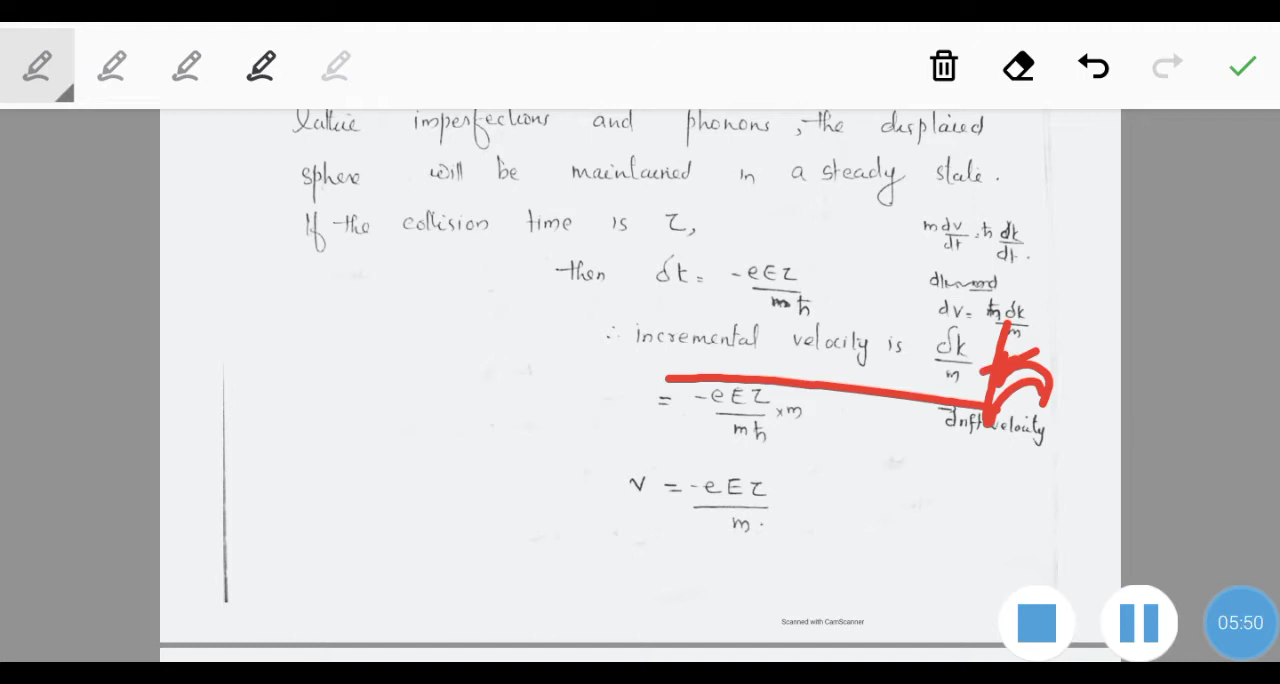 lattice imperfections and phonons, the displaced
sphere will be maintained in a steady state.
If the collision time is τ,
mdv/dt = ħ dk/dt.
then δk = -eEτ/mħ
dv = ħ dk/m
∴ incremental velocity is δk/m
= -eEτ/mħ × m
Drift velocity
v = -eEτ/m.
Scanned with CamScanner
05:50